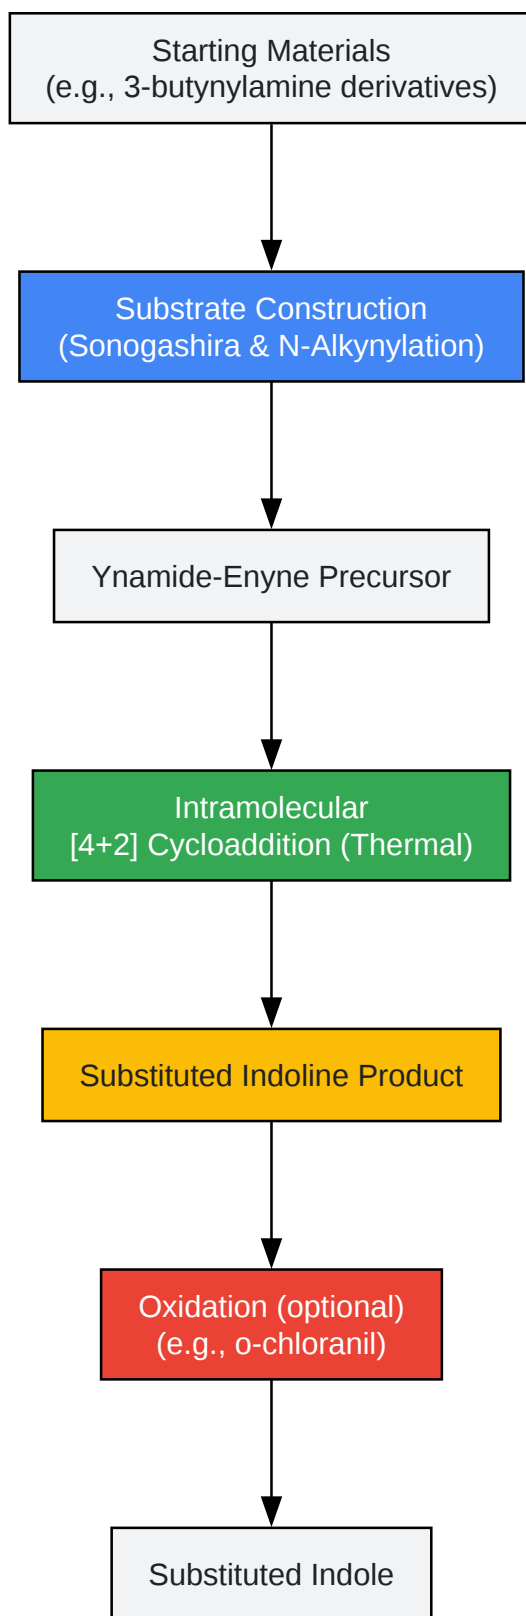 Starting Materials
(e.g., 3-butynylamine derivatives)
Substrate Construction
(Sonogashira & N-Alkynylation)
Ynamide-Enyne Precursor
Intramolecular
[4+2] Cycloaddition (Thermal)
Substituted Indoline Product
Oxidation (optional)
(e.g., o-chloranil)
Substituted Indole